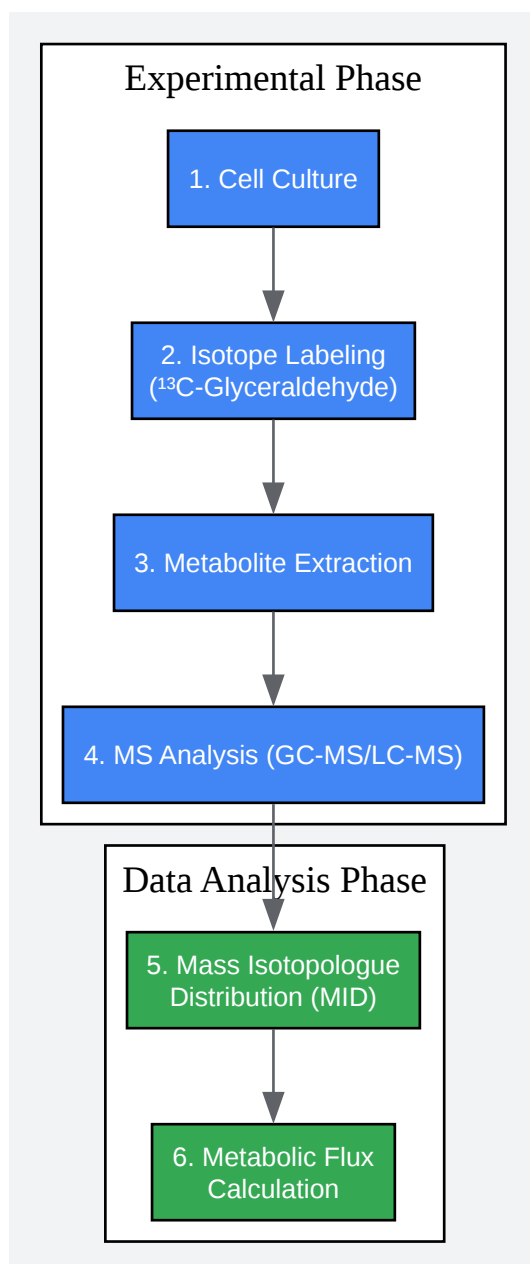 Experimental Phase
1. Cell Culture
2. Isotope Labeling
(¹³C-Glyceraldehyde)
3. Metabolite Extraction
4. MS Analysis (GC-MS/LC-MS)
Data Analysis Phase
5. Mass Isotopologue
Distribution (MID)
6. Metabolic Flux
Calculation